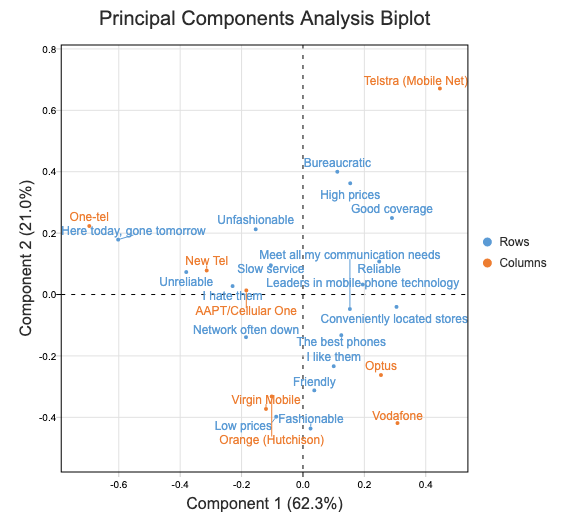 Principal Components Analysis Biplot
Component 2 (21.0%)
0.8
0.6
0.4
0.2
0.0
-0.2
-0.4
Telstra (Mobile Net)
Bureaucratic
High prices
Good coverage
One-tel
Here today, gone tomorrow
Unfashionable
Meet all my communication needs
New Tel
Slow service
Reliable
Unreliable
Leaders in mobile phone technology
I hate them
AAPT/Cellular One
Conveniently located stores
Network often down
The best phones
I like them
Optus
Friendly
Virgin Mobile
Low prices
Fashionable
Vodafone
Orange (Hutchison)
-0.6
-0.4
-0.2
0.0
0.2
0.4
Component 1 (62.3%)
Rows
Columns